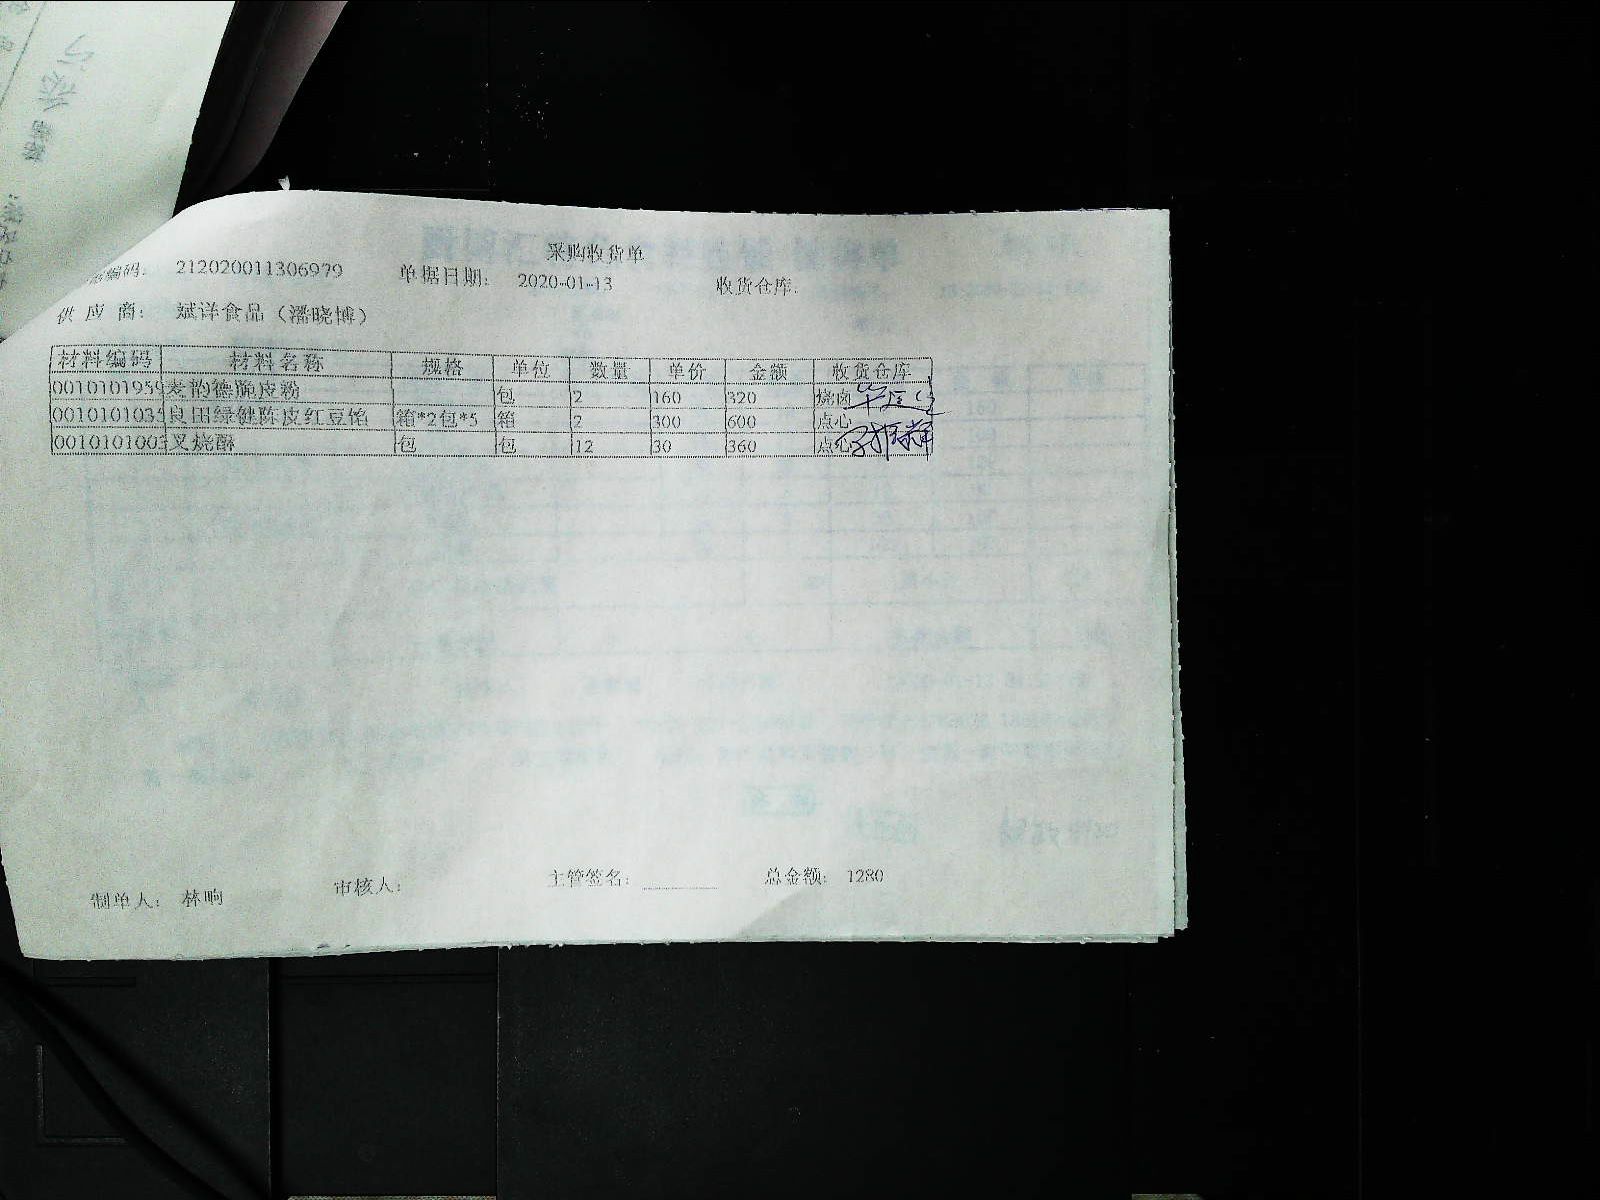 采购收货单
编码: 212020011306979 单据日期: 2020-01-13 收货仓库:
供 应 商: 斌洋食品（潘晓博）
材料编码 材料名称 规格 单位 数量 单价 金额 收货仓库
0010101959 麦韵德脆皮粉 包 2 160 320 烧卤
0010101035 良田绿健陈皮红豆馅 箱*2包*5 箱 2 300 600 点心
001010100 叉烧酥 包 包 12 30 360 点心
制单人: 林晌 审核人: 主管签名: 总金额: 1280